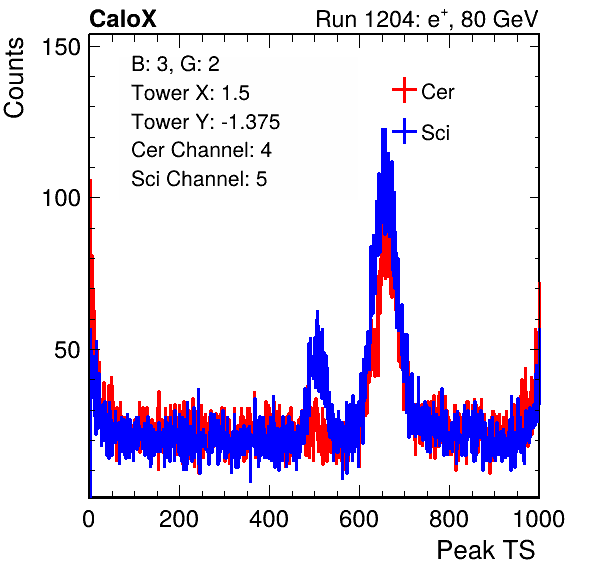 CaloX Run 1204: e⁺, 80 GeV
Counts
150
100
50
B: 3, G: 2
Tower X: 1.5
Tower Y: -1.375
Cer Channel: 4
Sci Channel: 5
Cer
Sci
0 200 400 600 800 1000
Peak TS